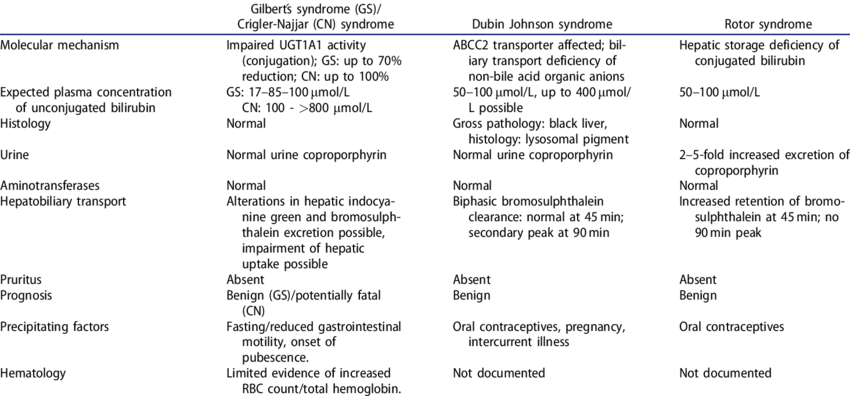 Gilbert's syndrome (GS)/
Crigler-Najjar (CN) syndrome Dubin Johnson syndrome Rotor syndrome
Molecular mechanism
Impaired UGT1A1 activity
(conjugation); GS: up to 70%
reduction; CN: up to 100%
ABCC2 transporter affected; bil-
iary transport deficiency of
non-bile acid organic anions
Hepatic storage deficiency of
conjugated bilirubin
Expected plasma concentration
of unconjugated bilirubin
GS: 17–85–100 μmol/L
CN: 100 - >800 μmol/L
50–100 μmol/L, up to 400 μmol/
L possible
50–100 μmol/L
Histology
Normal
Gross pathology: black liver,
histology: lysosomal pigment
Normal
Urine
Normal urine coproporphyrin
Normal urine coproporphyrin
2–5-fold increased excretion of
coproporphyrin
Aminotransferases
Normal
Normal
Normal
Hepatobiliary transport
Alterations in hepatic indocya-
nine green and bromosulph-
thalein excretion possible,
impairment of hepatic
uptake possible
Biphasic bromosulphthalein
clearance: normal at 45 min;
secondary peak at 90 min
Increased retention of bromo-
sulphthalein at 45 min; no
90 min peak
Pruritus
Absent
Absent
Absent
Prognosis
Benign (GS)/potentially fatal
(CN)
Benign
Benign
Precipitating factors
Fasting/reduced gastrointestinal
motility, onset of
pubescence.
Oral contraceptives, pregnancy,
intercurrent illness
Oral contraceptives
Hematology
Limited evidence of increased
RBC count/total hemoglobin.
Not documented
Not documented